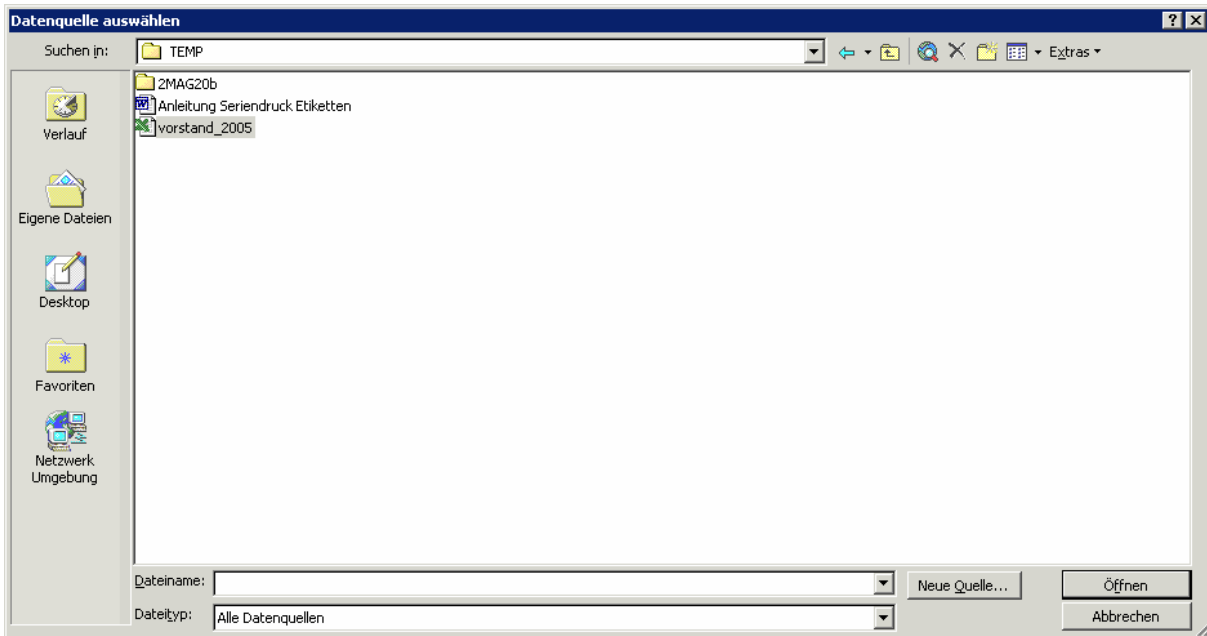 Datenquelle auswählen
Suchen in:
TEMP
Extras
2MAG20b
Anleitung Seriendruck Etiketten
vorstand_2005
Verlauf
Eigene Dateien
Desktop
Favoriten
Netzwerk
Umgebung
Dateiname:
Neue Quelle...
Öffnen
Dateityp:
Alle Datenquellen
Abbrechen